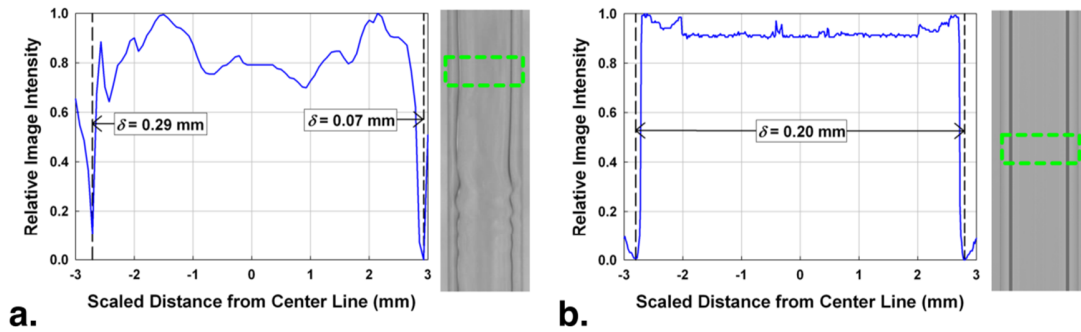 Relative Image Intensity
1.0
0.8
0.6
0.4
0.2
0.0
δ = 0.29 mm
δ = 0.07 mm
-3 -2 -1 0 1 2 3
Scaled Distance from Center Line (mm)
a.
Relative Image Intensity
1.0
0.8
0.6
0.4
0.2
0.0
δ = 0.20 mm
-3 -2 -1 0 1 2 3
Scaled Distance from Center Line (mm)
b.